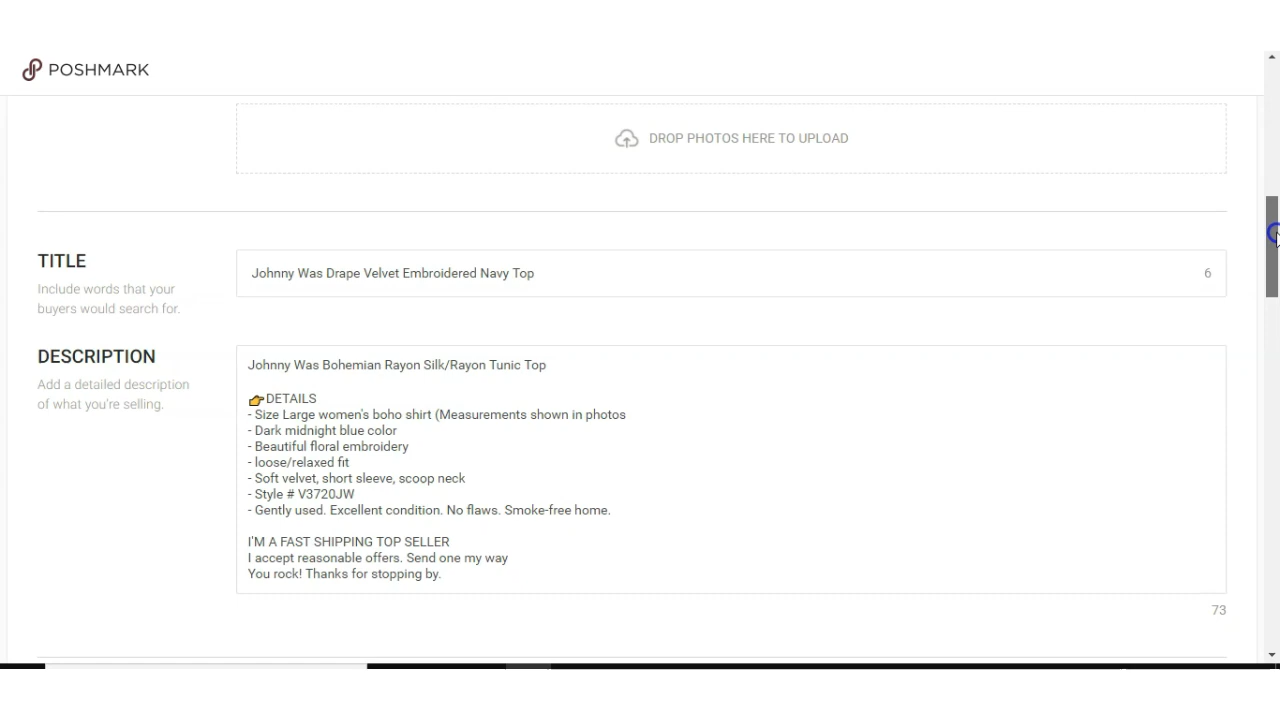 POSHMARK
DROP PHOTOS HERE TO UPLOAD
TITLE
Include words that your
buyers would search for.
Johnny Was Drape Velvet Embroidered Navy Top
6
DESCRIPTION
Add a detailed description
of what you're selling.
Johnny Was Bohemian Rayon Silk/Rayon Tunic Top
👉DETAILS
- Size Large women's boho shirt (Measurements shown in photos
- Dark midnight blue color
- Beautiful floral embroidery
- loose/relaxed fit
- Soft velvet, short sleeve, scoop neck
- Style # V3720JW
- Gently used. Excellent condition. No flaws. Smoke-free home.
I'M A FAST SHIPPING TOP SELLER
I accept reasonable offers. Send one my way
You rock! Thanks for stopping by.
73